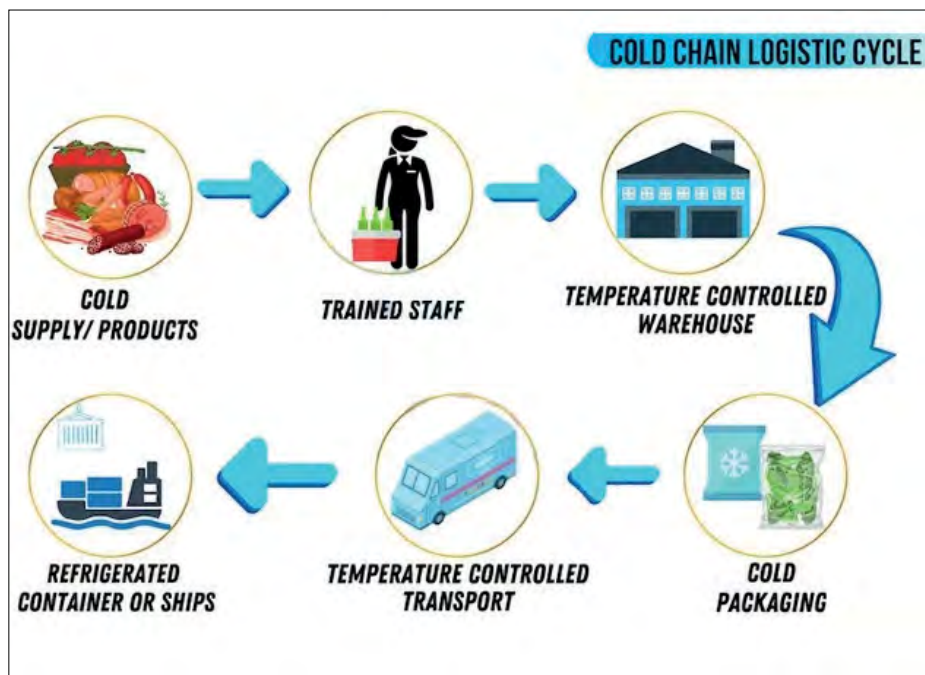 COLD CHAIN LOGISTIC CYCLE
COLD
SUPPLY/ PRODUCTS
TRAINED STAFF
TEMPERATURE CONTROLLED
WAREHOUSE
REFRIGERATED
CONTAINER OR SHIPS
TEMPERATURE CONTROLLED
TRANSPORT
COLD
PACKAGING